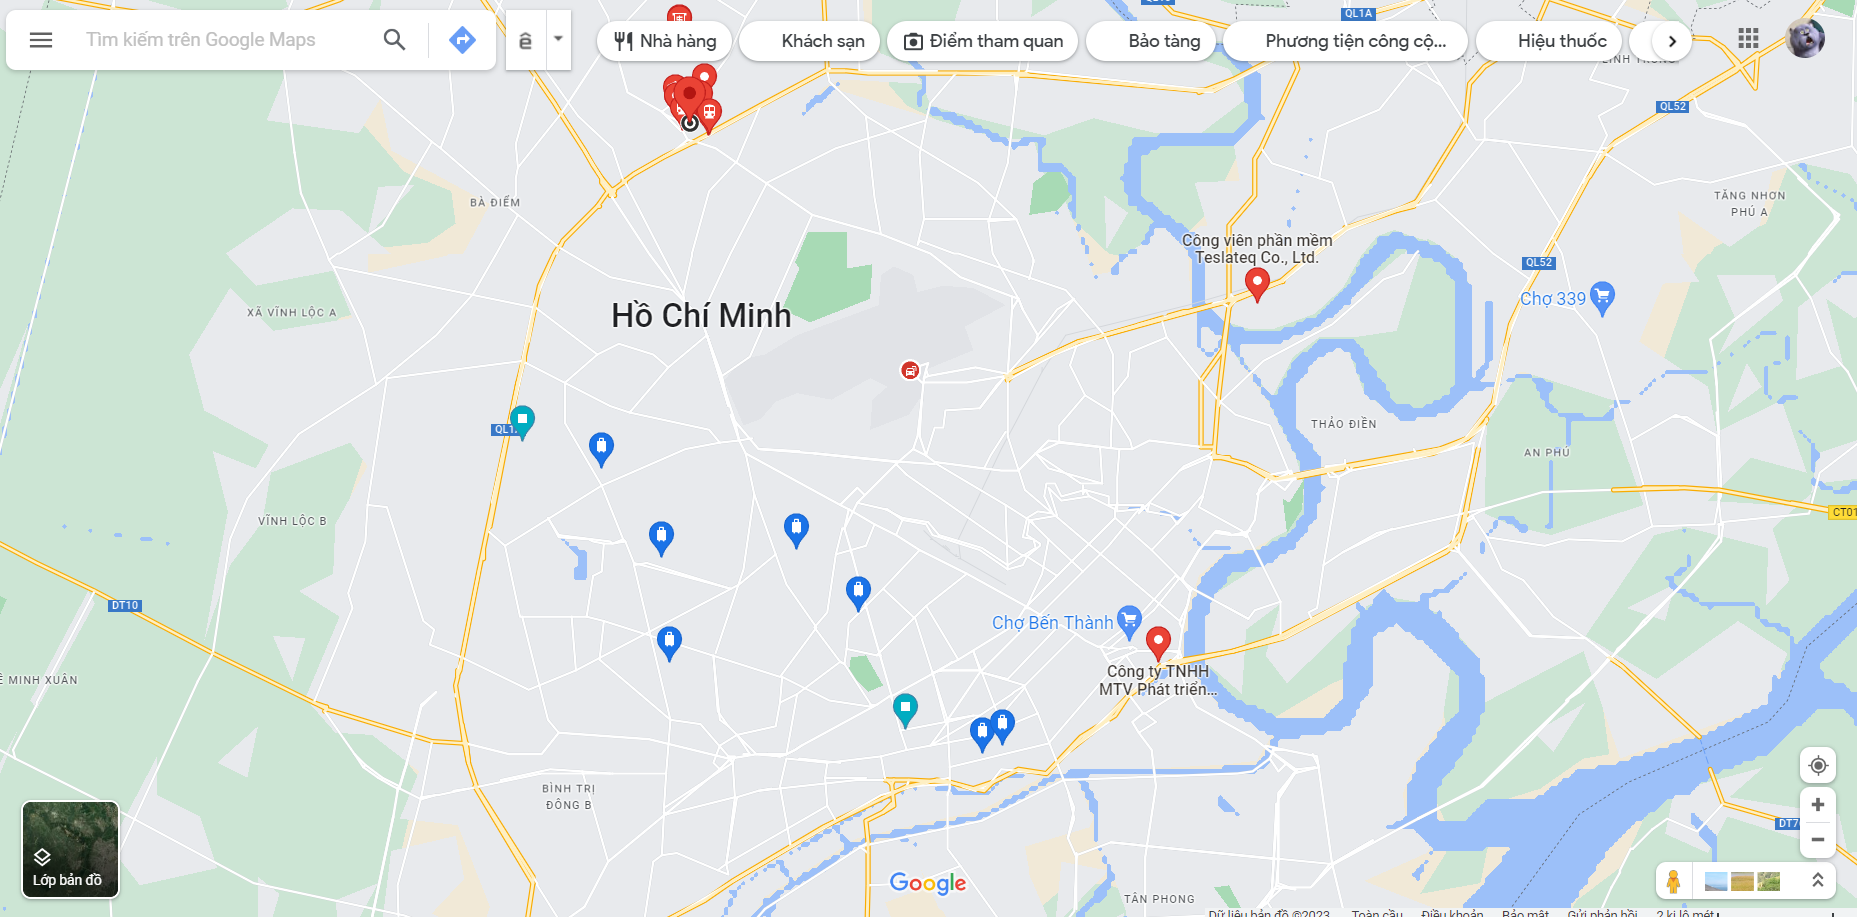 Tìm kiếm trên Google Maps
ê
Nhà hàng
Khách sạn
Điểm tham quan
Bảo tàng
Phương tiện công cộ...
Hiệu thuốc
QL1A
QL52
BÀ ĐIỂM
TĂNG NHƠN
PHÚ A
Công viên phần mềm
Teslateq Co., Ltd.
QL52
Chợ 339
XÃ VĨNH LỘC A
Hồ Chí Minh
THẢO ĐIỀN
AN PHÚ
VĨNH LỘC B
CT01
DT10
Chợ Bến Thành
Công ty TNHH
MTV Phát triển...
Ê MINH XUÂN
BÌNH TRỊ
ĐÔNG B
Lớp bản đồ
Google
TÂN PHONG
Dữ liệu bản đồ ©2023
Toàn cầu
Điều khoản
Bảo mật
Gửi phản hồi
2 ki lô mét